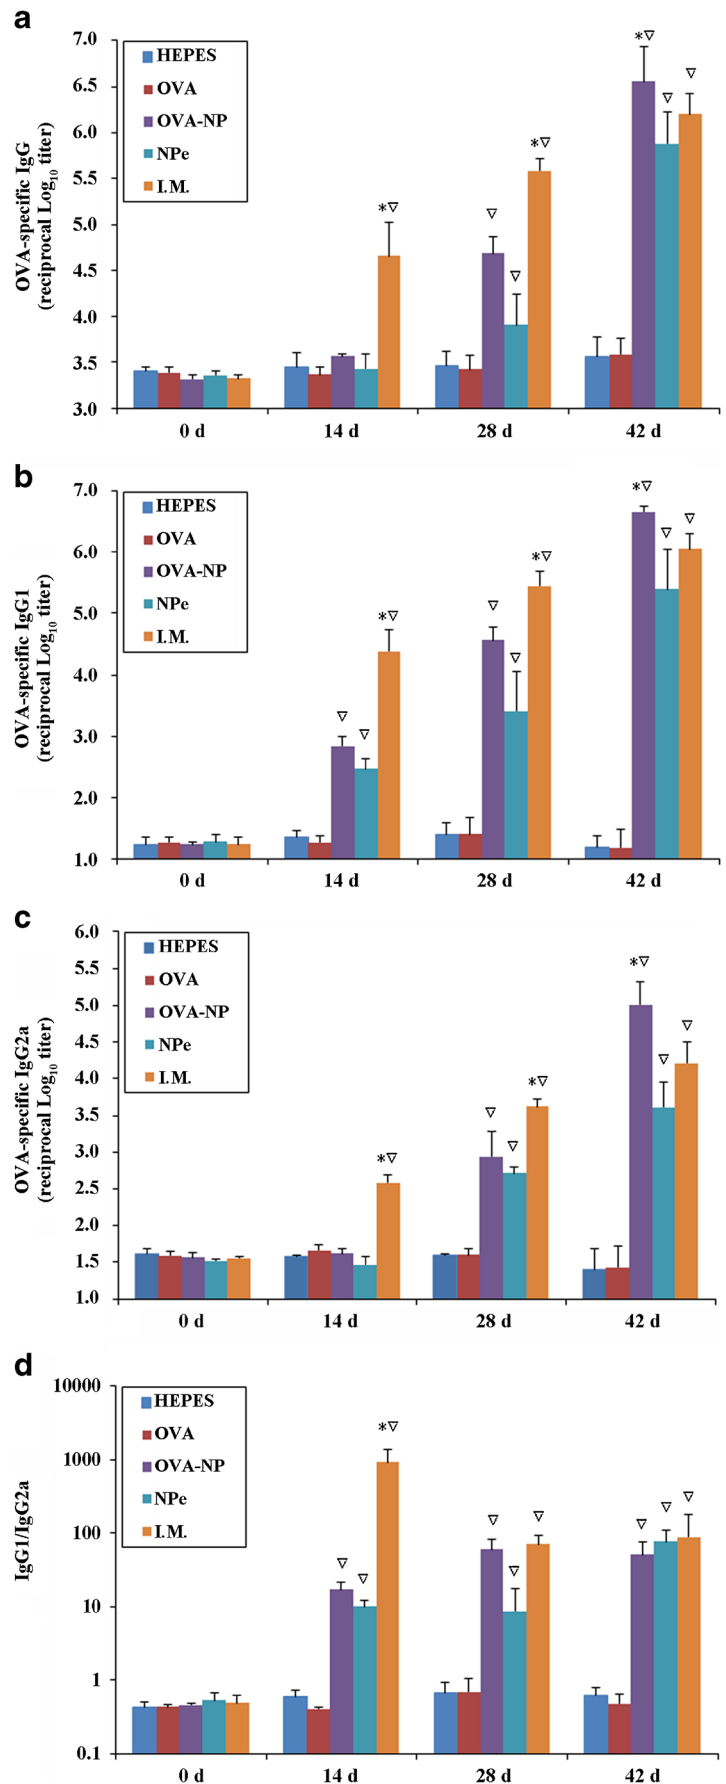 a
7.0
6.5
6.0
5.5
5.0
4.5
4.0
3.5
3.0
OVA-specific IgG
(reciprocal Log10 titer)
HEPES
OVA
OVA-NP
NPe
I.M.
*▽
*▽
▽
▽
*▽
▽
▽
0 d 14 d 28 d 42 d
b
7.0
6.0
5.0
4.0
3.0
2.0
1.0
OVA-specific IgG1
(reciprocal Log10 titer)
HEPES
OVA
OVA-NP
NPe
I.M.
▽
▽
*▽
▽
▽
*▽
*▽
▽
▽
0 d 14 d 28 d 42 d
c
6.0
5.5
5.0
4.5
4.0
3.5
3.0
2.5
2.0
1.5
1.0
OVA-specific IgG2a
(reciprocal Log10 titer)
HEPES
OVA
OVA-NP
NPe
I.M.
*▽
▽
▽
*▽
*▽
▽
▽
0 d 14 d 28 d 42 d
d
10000
1000
100
10
1
0.1
IgG1/IgG2a
HEPES
OVA
OVA-NP
NPe
I.M.
▽
▽
*▽
▽
▽
▽
▽
▽
▽
0 d 14 d 28 d 42 d